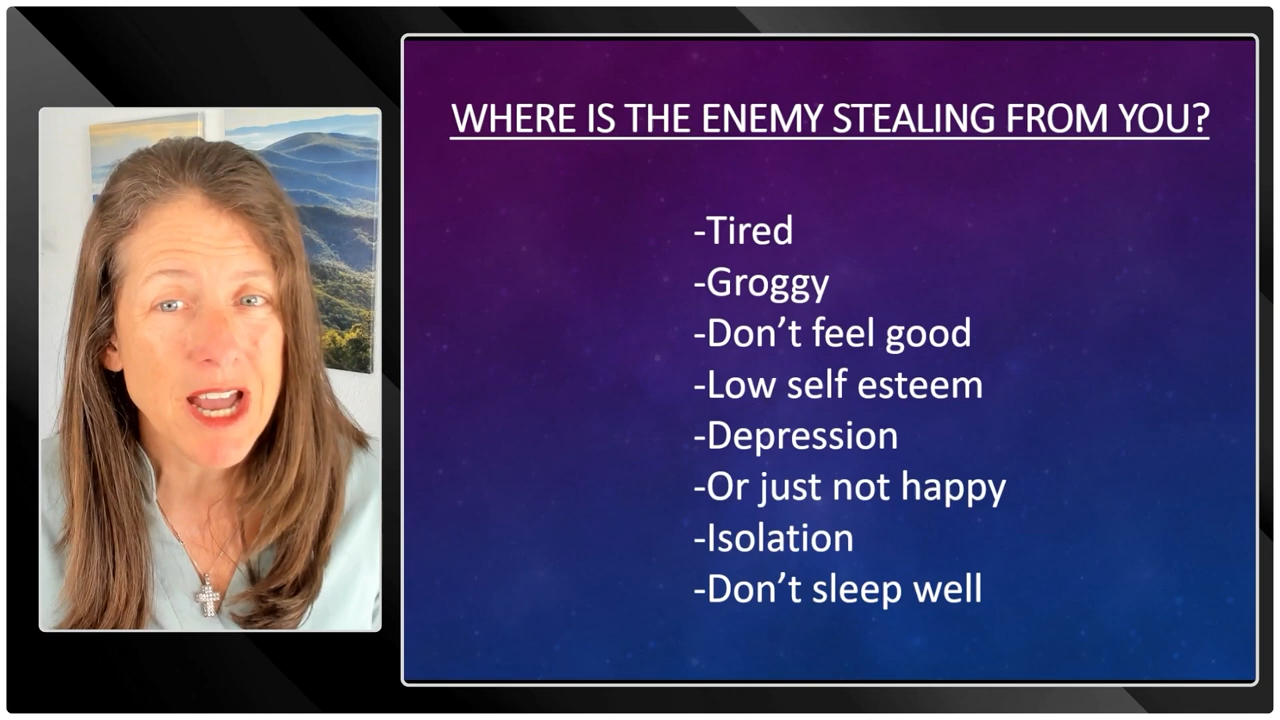 WHERE IS THE ENEMY STEALING FROM YOU?
-Tired
-Groggy
-Don’t feel good
-Low self esteem
-Depression
-Or just not happy
-Isolation
-Don’t sleep well